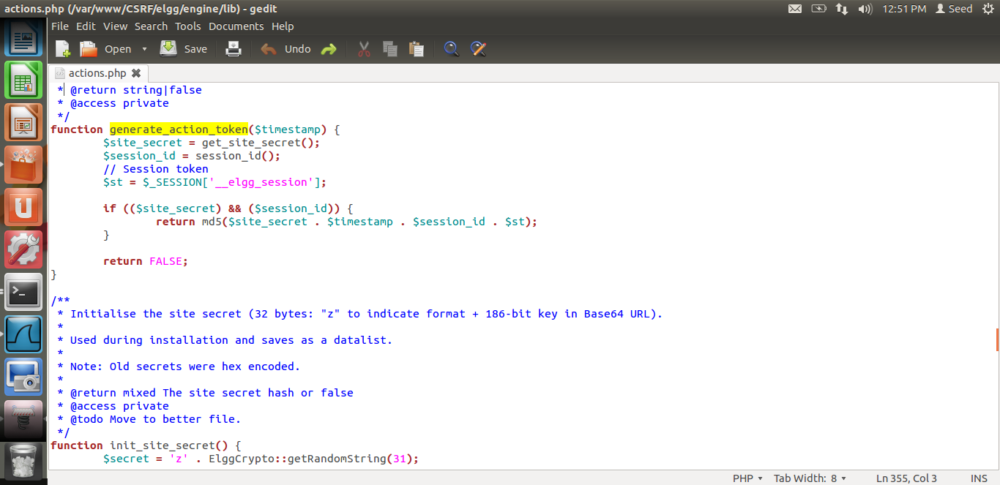 actions.php (/var/www/CSRF/elgg/engine/lib) - gedit
12:51 PM Seed
File Edit View Search Tools Documents Help
Open Save Undo
actions.php
* @return string|false
* @access private
*/
function generate_action_token($timestamp) {
$site_secret = get_site_secret();
$session_id = session_id();
// Session token
$st = $_SESSION['__elgg_session'];
if (($site_secret) && ($session_id)) {
return md5($site_secret . $timestamp . $session_id . $st);
}
return FALSE;
}
/**
* Initialise the site secret (32 bytes: "z" to indicate format + 186-bit key in Base64 URL).
*
* Used during installation and saves as a datalist.
*
* Note: Old secrets were hex encoded.
*
* @return mixed The site secret hash or false
* @access private
* @todo Move to better file.
*/
function init_site_secret() {
$secret = 'z' . ElggCrypto::getRandomString(31);
PHP Tab Width: 8 Ln 355, Col 3 INS